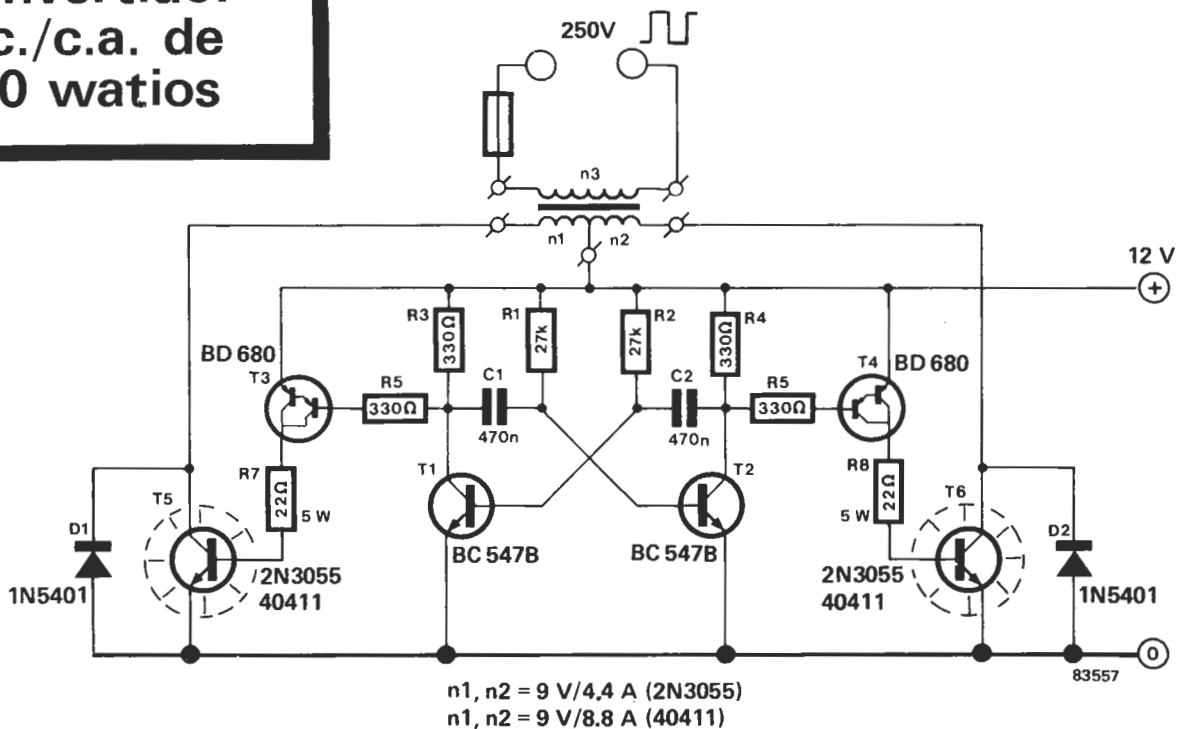 c./c.a. de
0 watios
250V
n3
n1
n2
12 V
+
R3
330Ω
R1
27k
R2
27k
R4
330Ω
BD 680
T3
R5
330Ω
C1
470n
C2
470n
R5
330Ω
T4
BD 680
R7
22Ω
5 W
T1
BC 547B
T2
BC 547B
R8
22Ω
5 W
D1
1N5401
T5
2N3055
40411
T6
2N3055
40411
D2
1N5401
0
83557
n1, n2 = 9 V/4.4 A (2N3055)
n1, n2 = 9 V/8.8 A (40411)